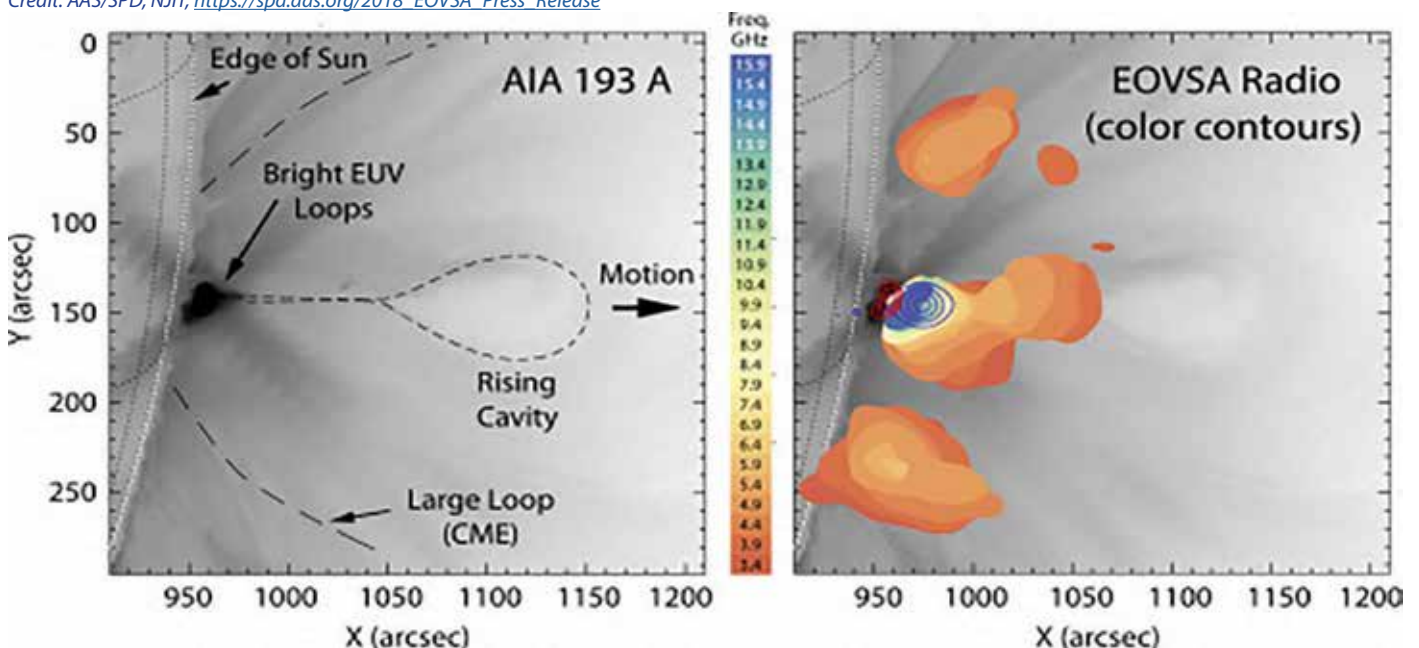 Credit: AAS/SPD, NJIT, https://spd.aas.org/2018_EOVSA_Press_Release
0
50
100
150
200
250
Y (arcsec)
Edge of Sun
AIA 193 A
Bright EUV
Loops
Motion
Rising
Cavity
Large Loop
(CME)
950 1000 1050 1100 1150 1200
X (arcsec)
Freq.
GHz
15.9
15.4
14.9
14.4
13.9
13.4
12.9
12.4
11.9
11.4
10.9
10.4
9.9
9.4
8.9
8.4
7.9
7.4
6.9
6.4
5.9
5.4
4.9
4.4
3.9
3.4
EOVSA Radio
(color contours)
950 1000 1050 1100 1150 1200
X (arcsec)